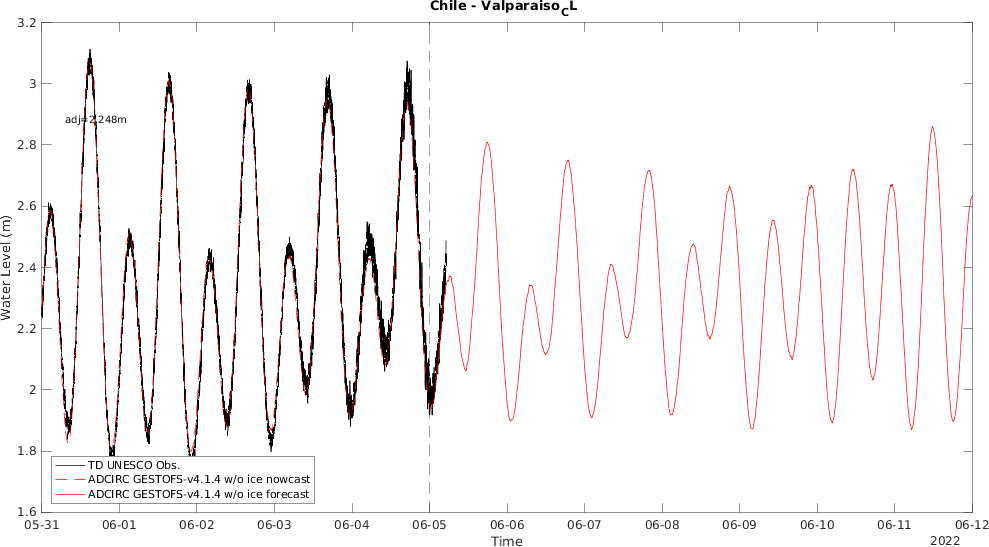 Chile - Valparaiso_CL
3.2
3
2.8
2.6
2.4
2.2
2
1.8
1.6
Water Level (m)
adj=2.248m
TD UNESCO Obs.
ADCIRC GESTOFS-v4.1.4 w/o ice nowcast
ADCIRC GESTOFS-v4.1.4 w/o ice forecast
05-31 06-01 06-02 06-03 06-04 06-05 06-06 06-07 06-08 06-09 06-10 06-11 06-12
Time
2022